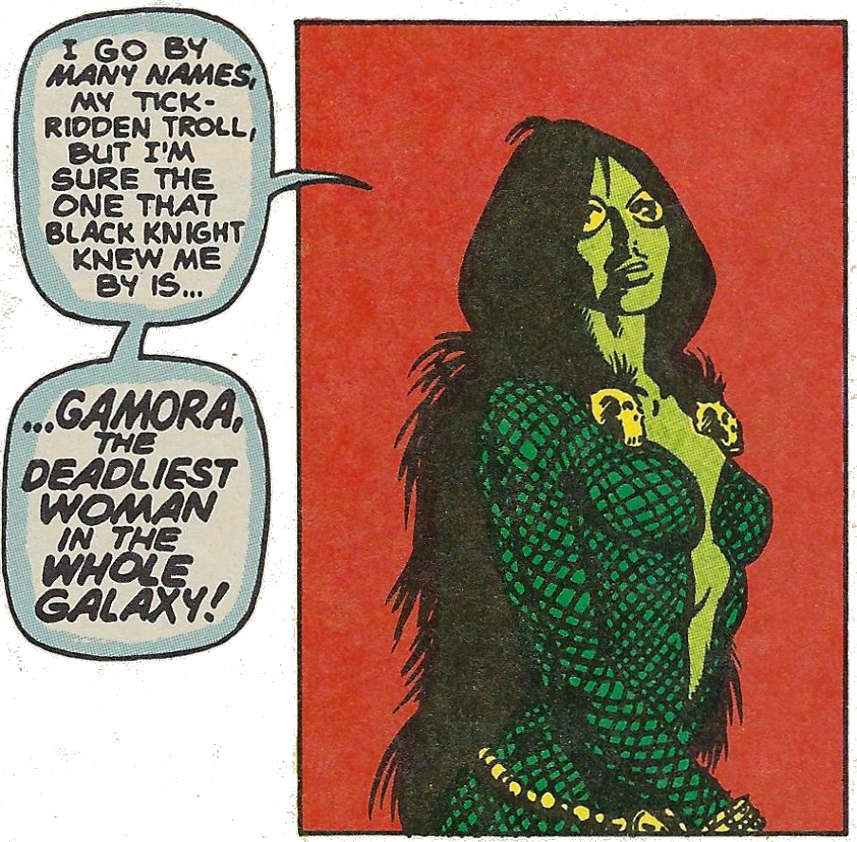 I GO BY
MANY NAMES,
MY TICK-
RIDDEN TROLL,
BUT I'M
SURE THE
ONE THAT
BLACK KNIGHT
KNEW ME
BY IS...
...GAMORA,
THE
DEADLIEST
WOMAN
IN THE
WHOLE
GALAXY!